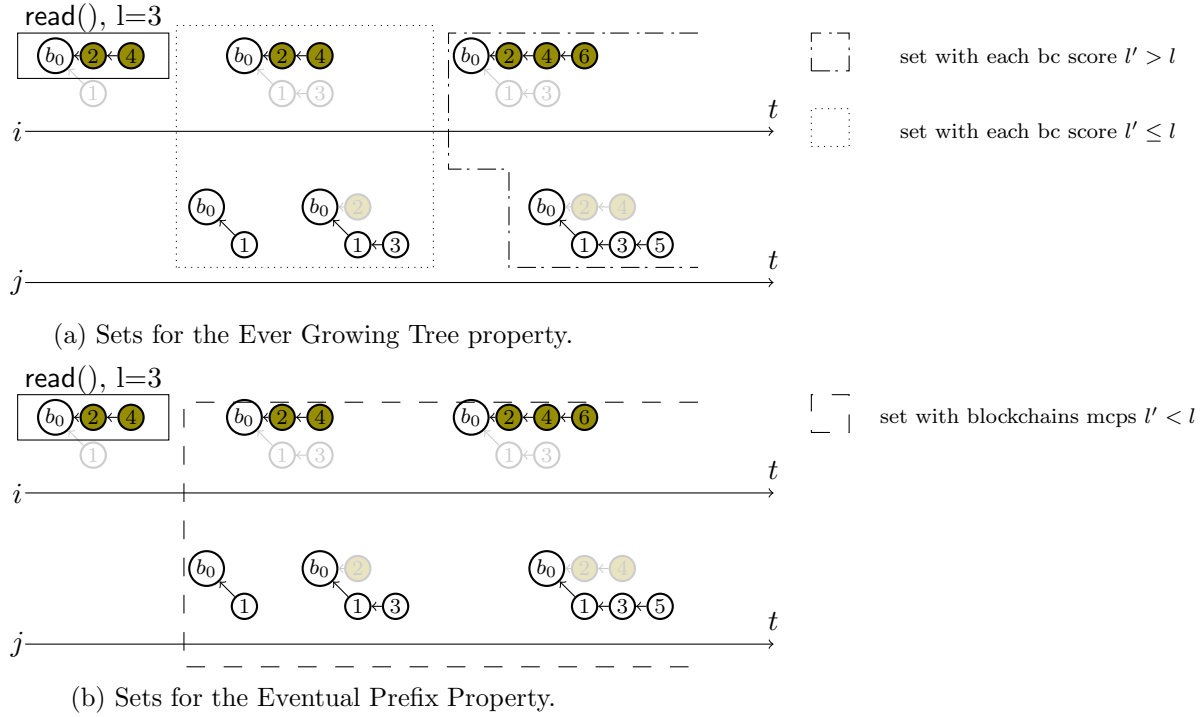 read(), l=3
b0 2 4 b0 2 4 b0 2 4 6
set with each bc score l′ > l
1 1 3 1 3
t
i
set with each bc score l′ ≤ l
b0 b0 2 b0 2 4
1 1 3 1 3 5
t
j
(a) Sets for the Ever Growing Tree property.
read(), l=3
b0 2 4 b0 2 4 b0 2 4 6
set with blockchains mcps l′ < l
1 1 3 1 3
t
i
b0 b0 2 b0 2 4
1 1 3 1 3 5
t
j
(b) Sets for the Eventual Prefix Property.